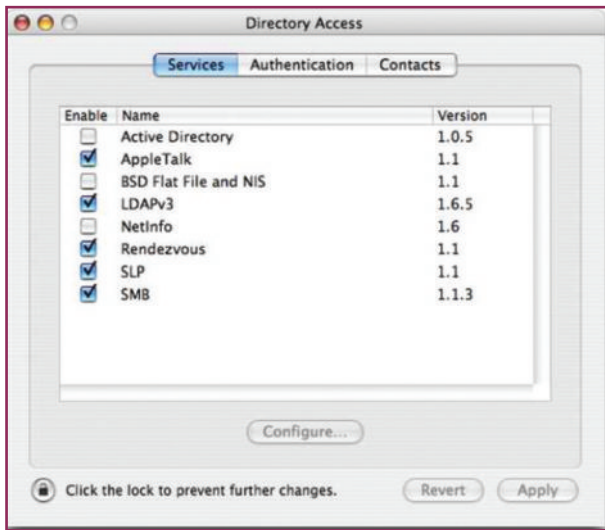 Directory Access
Services Authentication Contacts
Enable Name Version
Active Directory 1.0.5
AppleTalk 1.1
BSD Flat File and NIS 1.1
LDAPv3 1.6.5
NetInfo 1.6
Rendezvous 1.1
SLP 1.1
SMB 1.1.3
Configure...
Click the lock to prevent further changes. Revert Apply